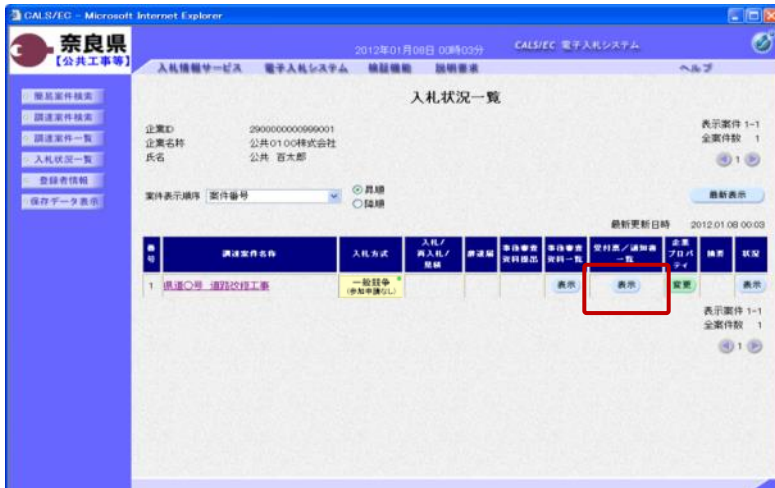 CALS/EC - Microsoft Internet Explorer
奈良県
【公共工事等】
2012年01月08日 00時03分
CALS/EC 電子入札システム
入札情報サービス 電子入札システム 検証機能 説明要求 ヘルプ
簡易案件検索
調達案件検索
調達案件一覧
入札状況一覧
登録者情報
保存データ表示
入札状況一覧
企業ID 2900000000999001
企業名称 公共0100株式会社
氏名 公共 百太郎
表示案件 1-1
全案件数 1
1
案件表示順序 案件番号
昇順
降順
最新表示
最新更新日時 2012.01.08 00:03
番号 調達案件名称 入札方式 入札/再入札/見積 辞退届 事後審査資料提出 事後審査資料一覧 受付票/通知書一覧 企業プロパティ 摘要 状況
1 県道〇号 道路改修工事 一般競争(参加申請なし) 表示 表示 変更 表示
表示案件 1-1
全案件数 1
1